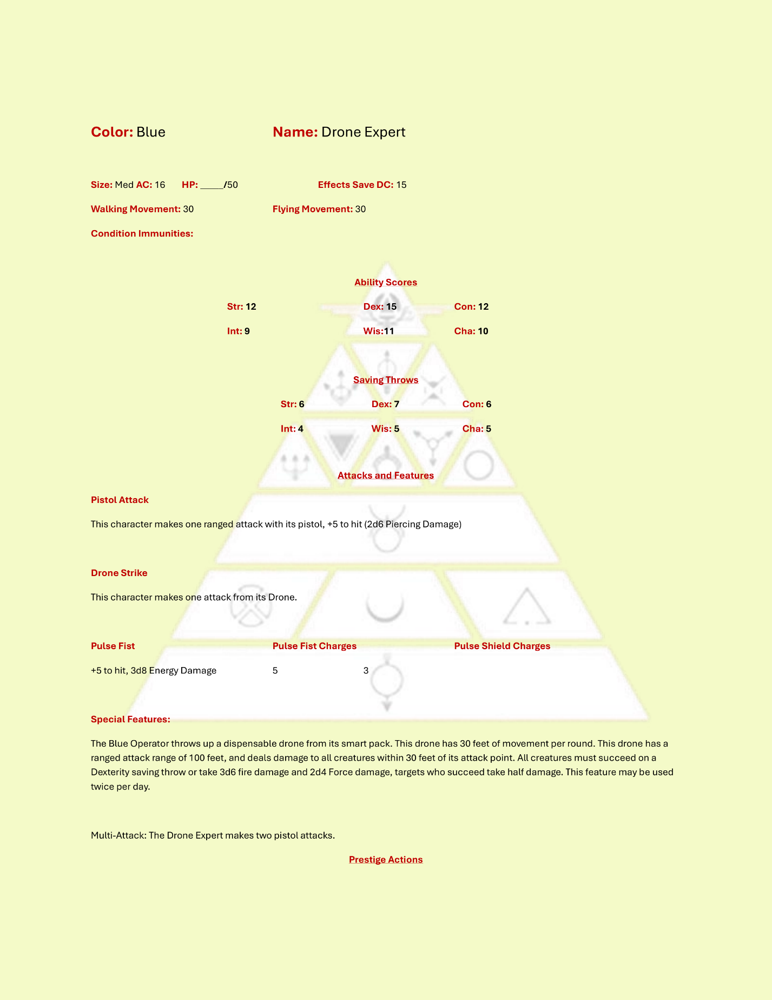 Color: Blue Name: Drone Expert
Size: Med AC: 16 HP: _____/50 Effects Save DC: 15
Walking Movement: 30 Flying Movement: 30
Condition Immunities:
Ability Scores
Str: 12 Dex: 15 Con: 12
Int: 9 Wis:11 Cha: 10
Saving Throws
Str: 6 Dex: 7 Con: 6
Int: 4 Wis: 5 Cha: 5
Attacks and Features
Pistol Attack
This character makes one ranged attack with its pistol, +5 to hit (2d6 Piercing Damage)
Drone Strike
This character makes one attack from its Drone.
Pulse Fist Pulse Fist Charges Pulse Shield Charges
+5 to hit, 3d8 Energy Damage 5 3
Special Features:
The Blue Operator throws up a dispensable drone from its smart pack. This drone has 30 feet of movement per round. This drone has a
ranged attack range of 100 feet, and deals damage to all creatures within 30 feet of its attack point. All creatures must succeed on a
Dexterity saving throw or take 3d6 fire damage and 2d4 Force damage, targets who succeed take half damage. This feature may be used
twice per day.
Multi-Attack: The Drone Expert makes two pistol attacks.
Prestige Actions